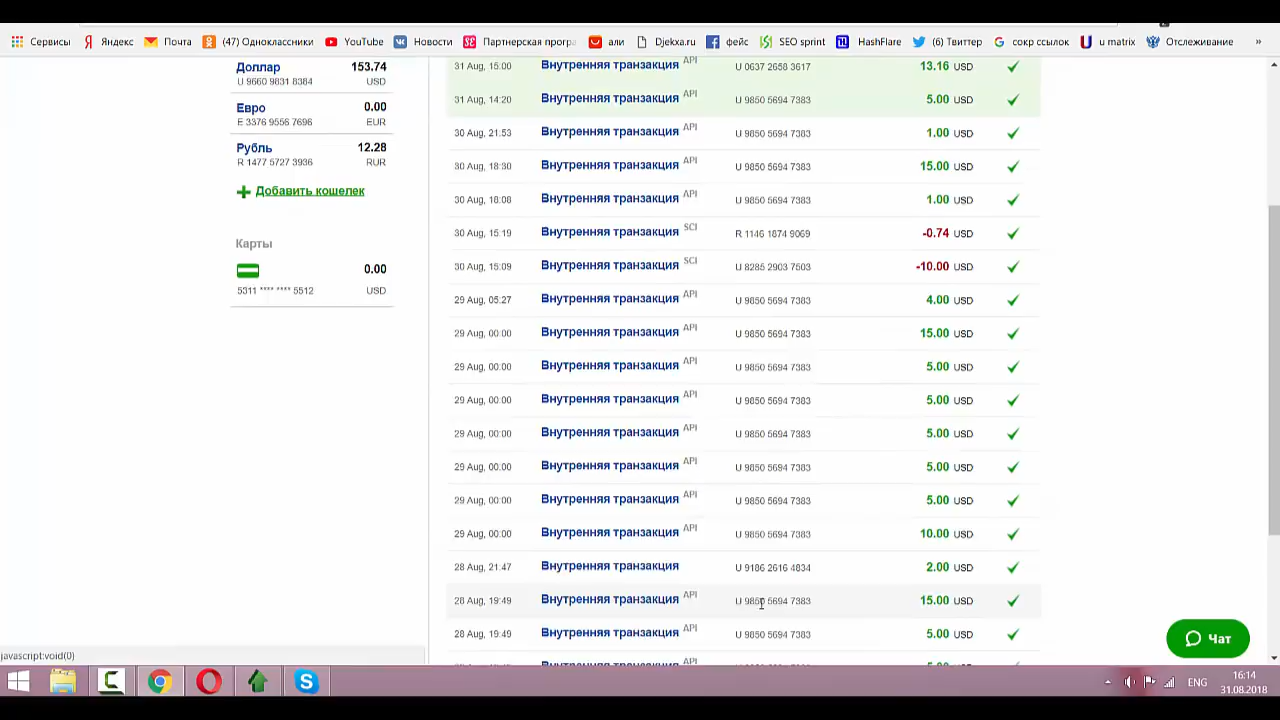 Сервисы Яндекс Почта (47) Одноклассники YouTube Новости Партнерская програ али Djekxa.ru фейс SEO sprint HashFlare (6) Твиттер сокр ссылок u matrix Отслеживание »
Доллар 153.74
U 9660 9831 8384 USD
Евро 0.00
E 3376 9556 7696 EUR
Рубль 12.28
R 1477 5727 3936 RUR
Добавить кошелек
Карты
0.00
5311 **** **** 5512 USD
31 Aug, 15:00 Внутренняя транзакция API U 0637 2658 3617 13.16 USD
31 Aug, 14:20 Внутренняя транзакция API U 9850 5694 7383 5.00 USD
30 Aug, 21:53 Внутренняя транзакция API U 9850 5694 7383 1.00 USD
30 Aug, 18:30 Внутренняя транзакция API U 9850 5694 7383 15.00 USD
30 Aug, 18:08 Внутренняя транзакция API U 9850 5694 7383 1.00 USD
30 Aug, 15:19 Внутренняя транзакция SCI R 1146 1874 9069 -0.74 USD
30 Aug, 15:09 Внутренняя транзакция SCI U 8285 2903 7503 -10.00 USD
29 Aug, 05:27 Внутренняя транзакция API U 9850 5694 7383 4.00 USD
29 Aug, 00:00 Внутренняя транзакция API U 9850 5694 7383 15.00 USD
29 Aug, 00:00 Внутренняя транзакция API U 9850 5694 7383 5.00 USD
29 Aug, 00:00 Внутренняя транзакция API U 9850 5694 7383 5.00 USD
29 Aug, 00:00 Внутренняя транзакция API U 9850 5694 7383 5.00 USD
29 Aug, 00:00 Внутренняя транзакция API U 9850 5694 7383 5.00 USD
29 Aug, 00:00 Внутренняя транзакция API U 9850 5694 7383 5.00 USD
29 Aug, 00:00 Внутренняя транзакция API U 9850 5694 7383 10.00 USD
28 Aug, 21:47 Внутренняя транзакция U 9186 2616 4834 2.00 USD
28 Aug, 19:49 Внутренняя транзакция API U 9850 5694 7383 15.00 USD
28 Aug, 19:49 Внутренняя транзакция API U 9850 5694 7383 5.00 USD
Чат
javascript:void(0)
ENG
16:14
31.08.2018